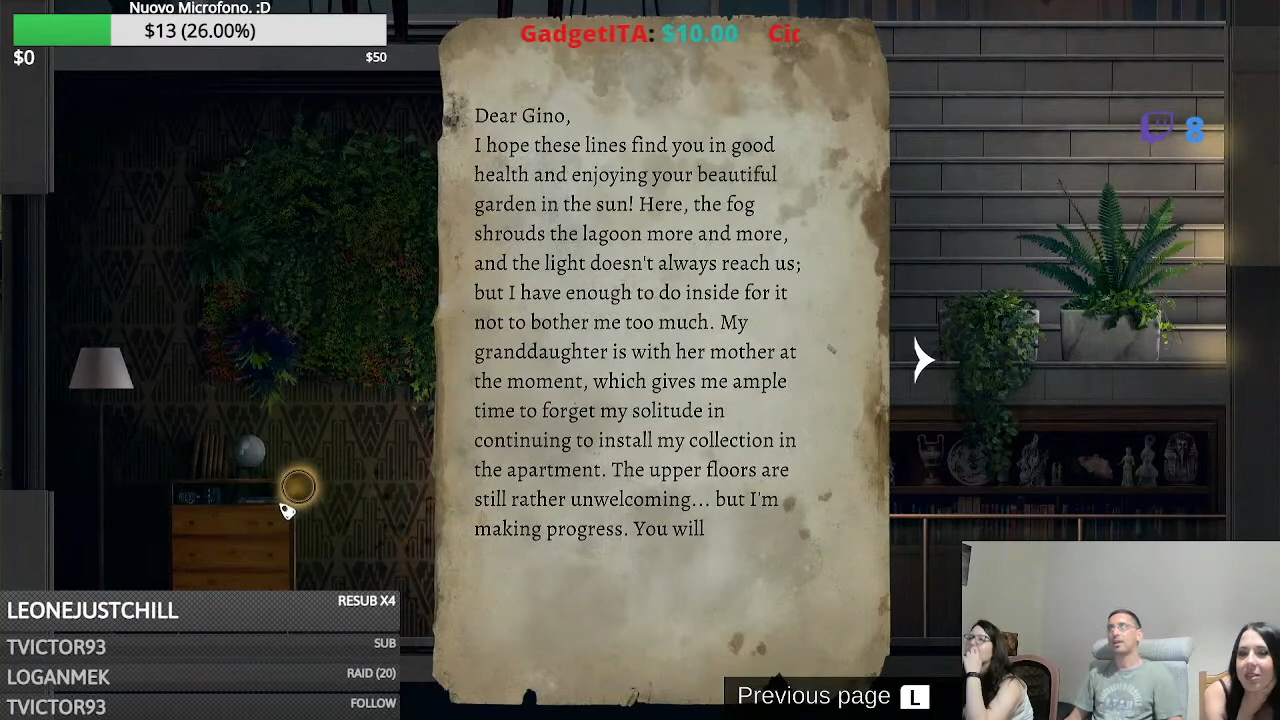 Nuovo Microfono. :D
$13 (26.00%)
$0
$50
GadgetITA: $10.00 Cic
8
Dear Gino,
I hope these lines find you in good
health and enjoying your beautiful
garden in the sun! Here, the fog
shrouds the lagoon more and more,
and the light doesn't always reach us;
but I have enough to do inside for it
not to bother me too much. My
granddaughter is with her mother at
the moment, which gives me ample
time to forget my solitude in
continuing to install my collection in
the apartment. The upper floors are
still rather unwelcoming... but I'm
making progress. You will
Previous page L
LEONEJUSTCHILL RESUB X4
TVICTOR93 SUB
LOGANMEK RAID (20)
TVICTOR93 FOLLOW